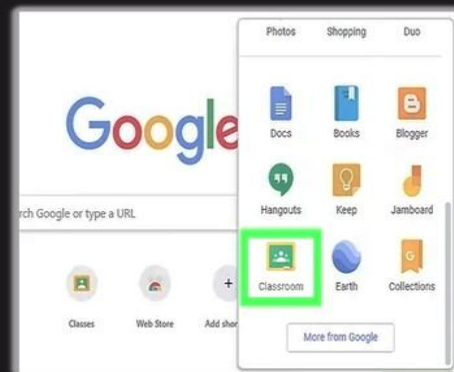 Photos Shopping Duo
Google
Docs Books Blogger
Hangouts Keep Jamboard
rch Google or type a URL
Classroom Earth Collections
Classes Web Store Add shor
More from Google